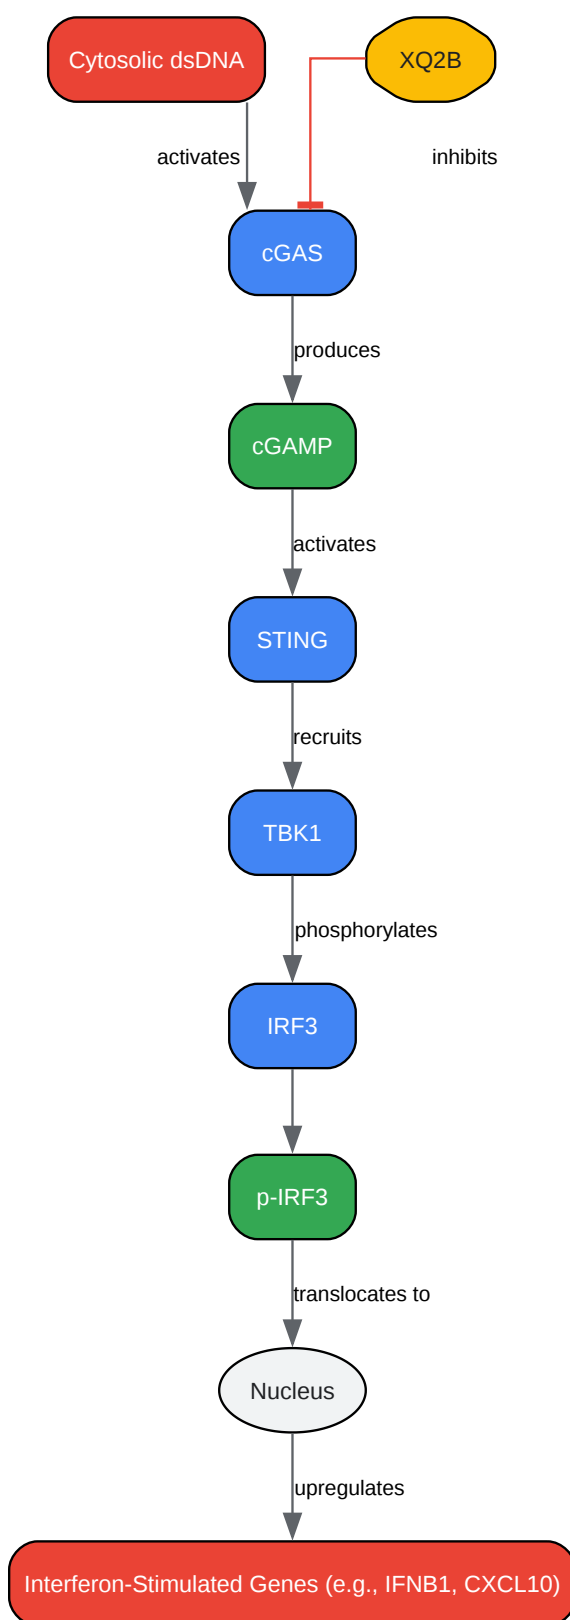 Cytosolic dsDNA
XQ2B
activates
inhibits
cGAS
produces
cGAMP
activates
STING
recruits
TBK1
phosphorylates
IRF3
p-IRF3
translocates to
Nucleus
upregulates
Interferon-Stimulated Genes (e.g., IFNB1, CXCL10)